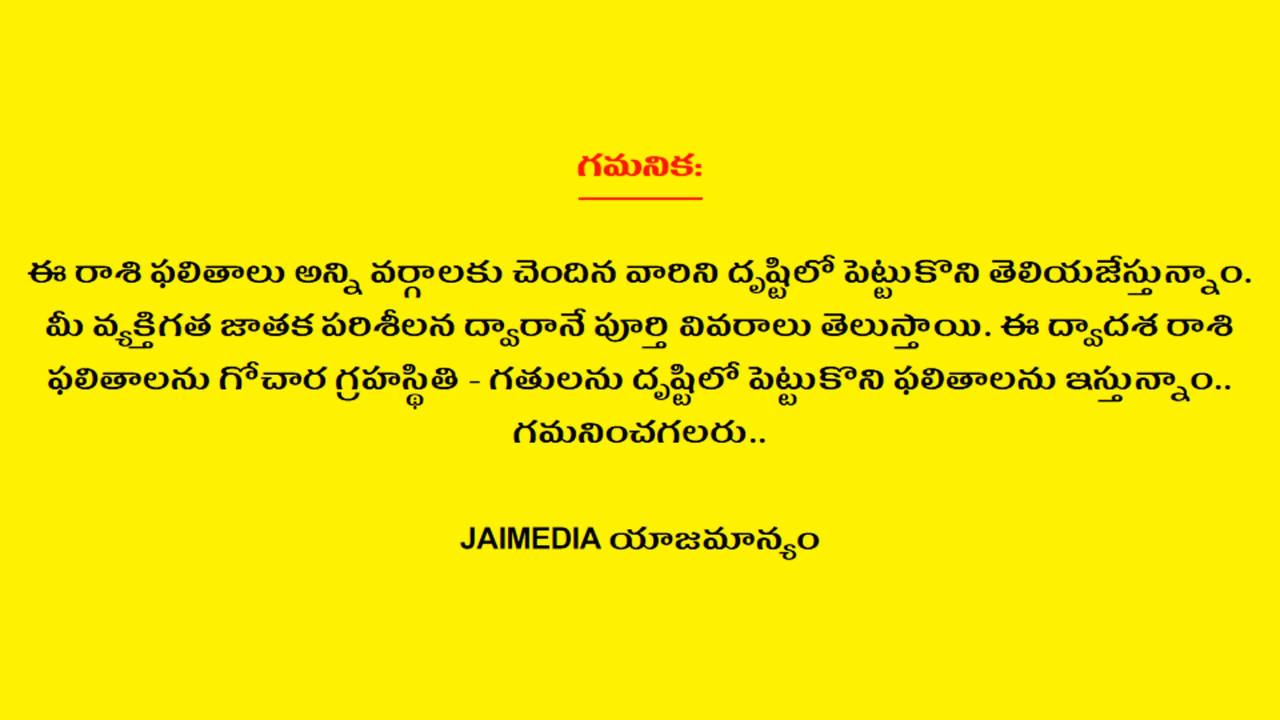 గమనిక:
ఈ రాశి ఫలితాలు అన్ని వర్గాలకు చెందిన వారిని దృష్టిలో పెట్టుకొని తెలియజేస్తున్నాం.
మీ వ్యక్తిగత జాతక పరిశీలన ద్వారానే పూర్తి వివరాలు తెలుస్తాయి. ఈ ద్వాదశ రాశి
ఫలితాలను గోచార గ్రహస్థితి - గతులను దృష్టిలో పెట్టుకొని ఫలితాలను ఇస్తున్నాం..
గమనించగలరు..
JAIMEDIA యాజమాన్యం